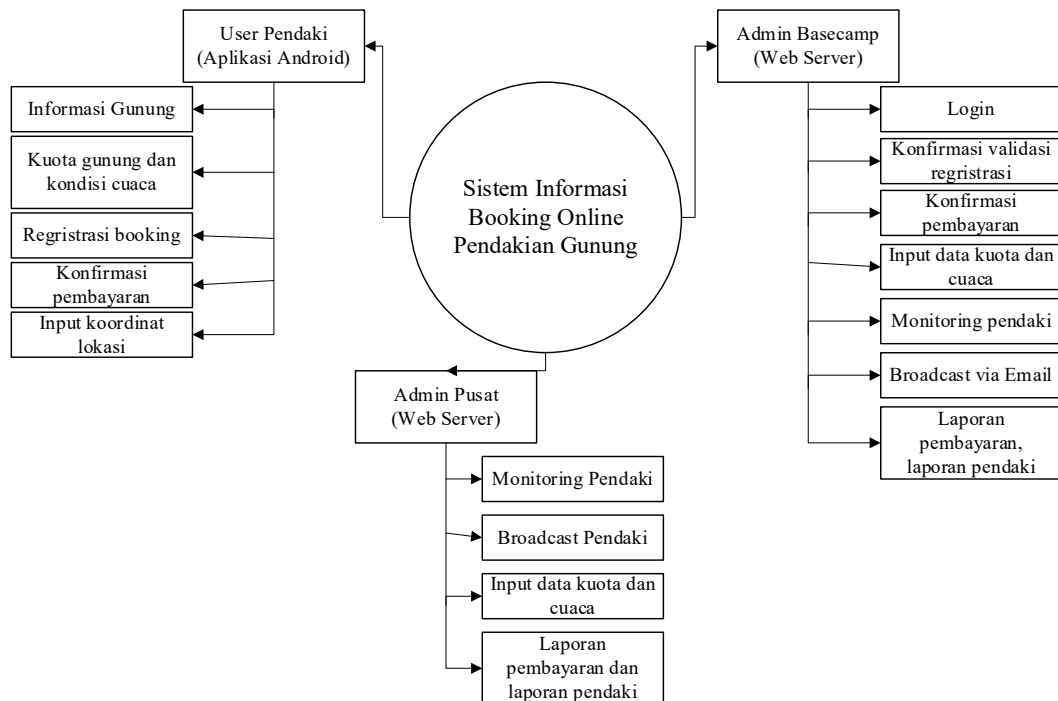 User Pendaki
(Aplikasi Android)
Informasi Gunung
Kuota gunung dan
kondisi cuaca
Regristrasi booking
Konfirmasi
pembayaran
Input koordinat
lokasi
Sistem Informasi
Booking Online
Pendakian Gunung
Admin Basecamp
(Web Server)
Login
Konfirmasi validasi
regristrasi
Konfirmasi
pembayaran
Input data kuota dan
cuaca
Monitoring pendaki
Broadcast via Email
Laporan
pembayaran,
laporan pendaki
Admin Pusat
(Web Server)
Monitoring Pendaki
Broadcast Pendaki
Input data kuota dan
cuaca
Laporan
pembayaran dan
laporan pendaki